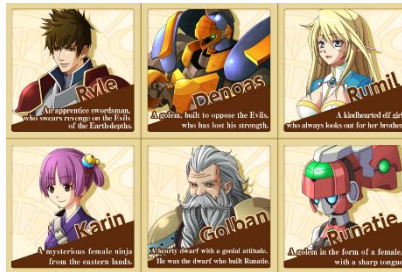 Ryle
An apprentice swordsman,
who swears revenge on the Evils
of the Earthdepths.
Denoas
A golem, built to oppose the Evils,
who has lost his strength.
Rumil
A kindhearted elf girl
who always looks out for her brother
Karin
A mysterious female ninja
from the eastern lands.
Golban
A hearty dwarf with a genial attitude.
He was the dwarf who built Runatie.
Runatie
A golem in the form of a female,
with a sharp tongue